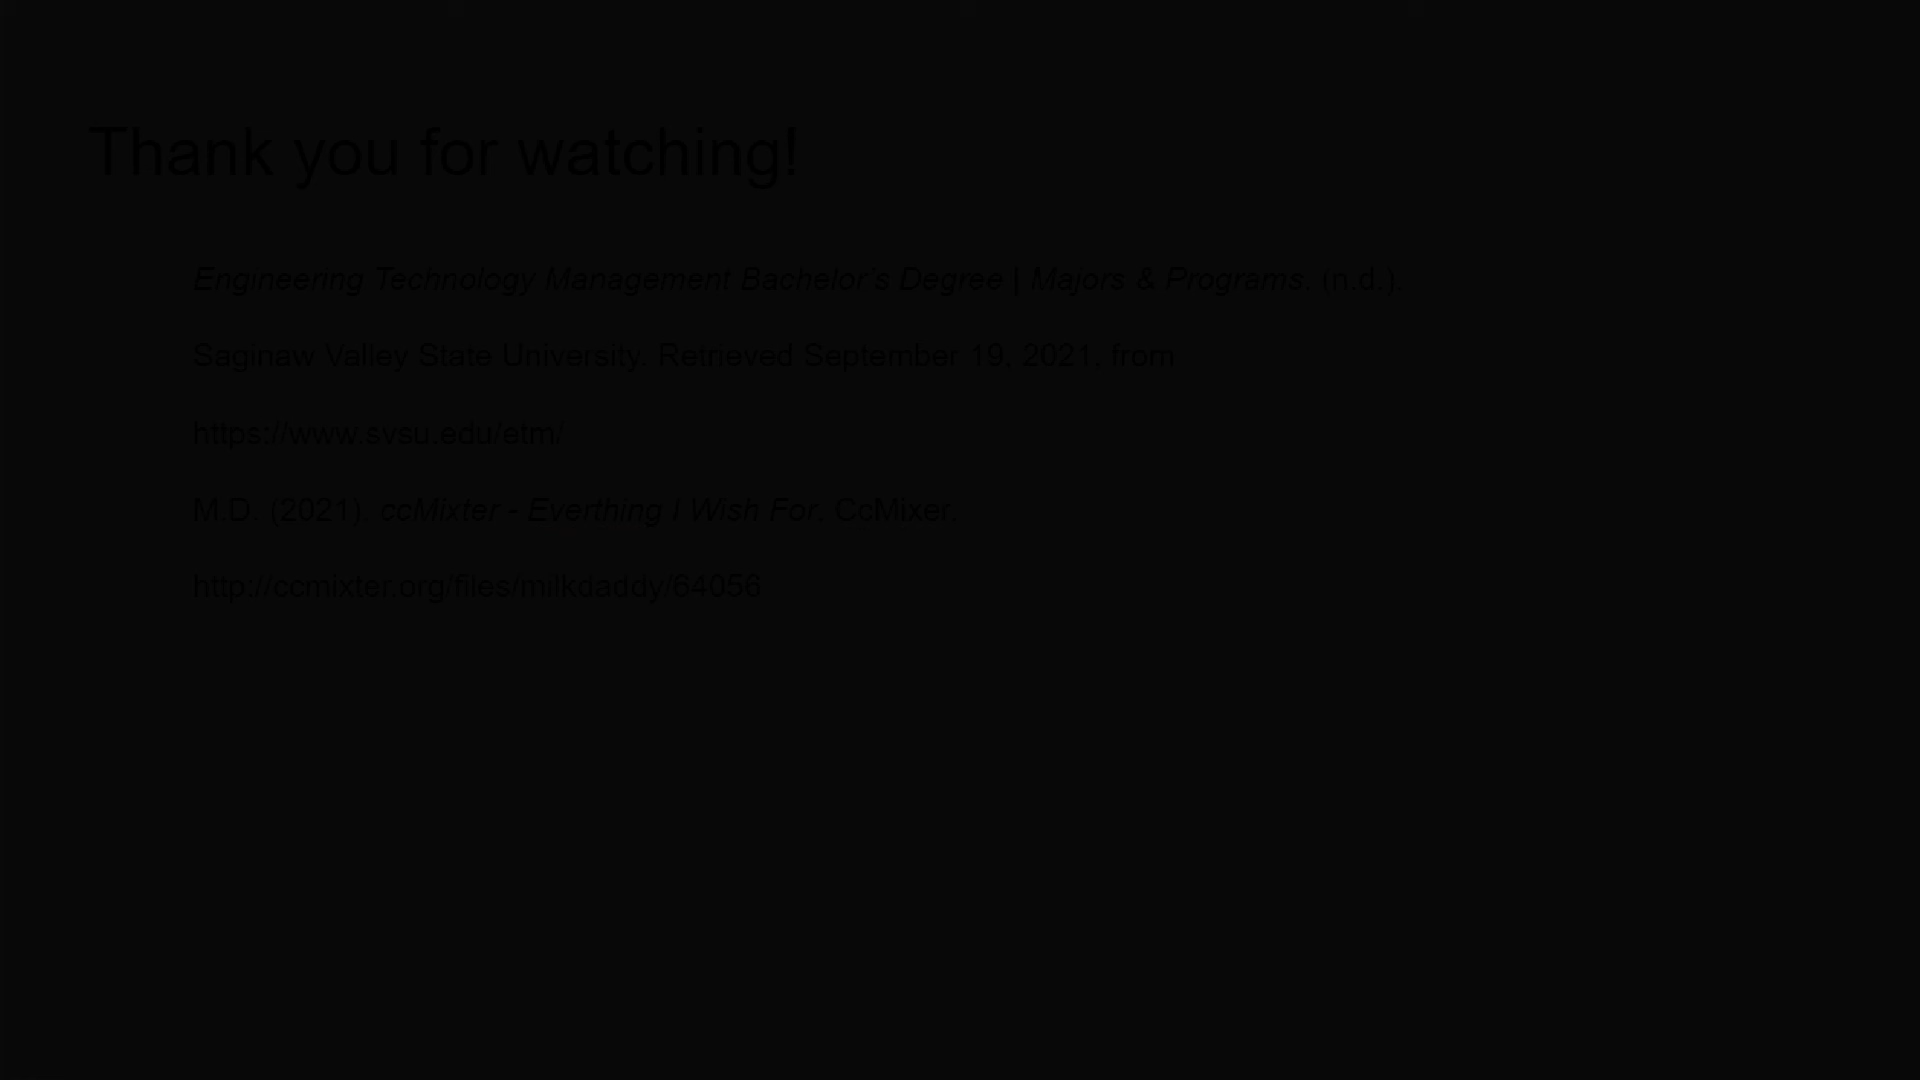 Thank you for watching!
Engineering Technology Management Bachelor’s Degree | Majors & Programs. (n.d.).
Saginaw Valley State University. Retrieved September 19, 2021, from
https://www.svsu.edu/etm/
M.D. (2021). ccMixter - Everthing I Wish For. CcMixer.
http://ccmixter.org/files/milkdaddy/64056